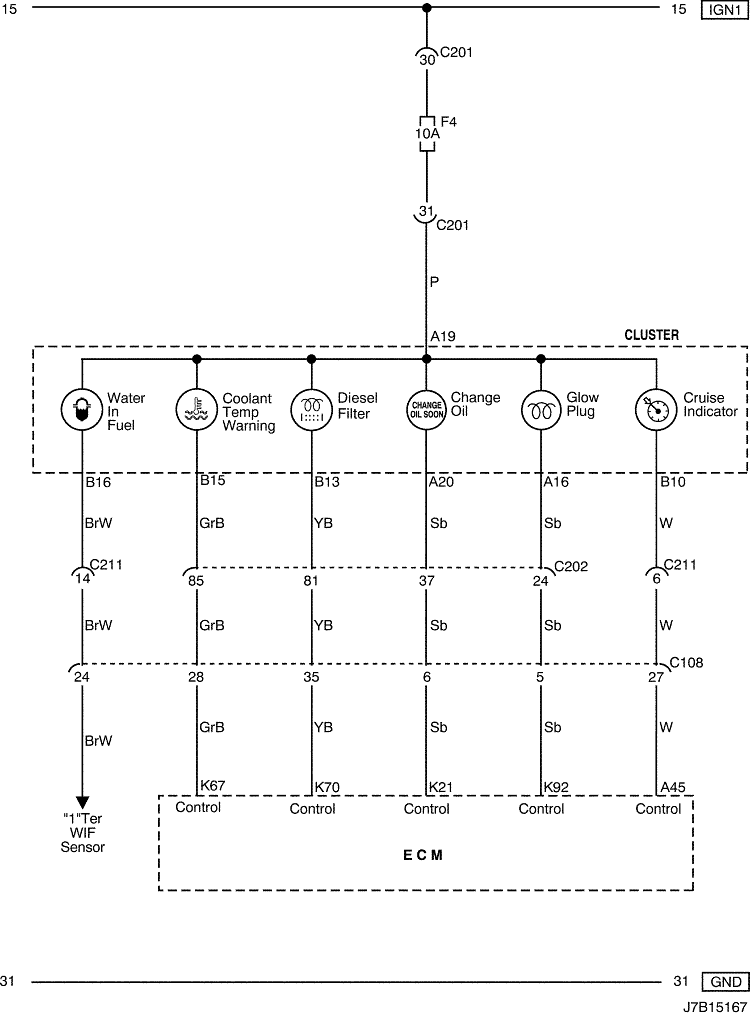 15 15 IGN1
C201
30
F4
10A
31
C201
P
A19
CLUSTER
Water
In
Fuel
Coolant
Temp
Warning
Diesel
Filter
CHANGE
OIL SOON
Change
Oil
Glow
Plug
Cruise
Indicator
B16 B15 B13 A20 A16 B10
BrW GrB YB Sb Sb W
C211 C202 C211
14 85 81 37 24 6
BrW GrB YB Sb Sb W
C108
24 28 35 6 5 27
BrW GrB YB Sb Sb W
K67 K70 K21 K92 A45
Control Control Control Control Control
"1"Ter
WIF
Sensor
ECM
31 31 GND
J7B15167